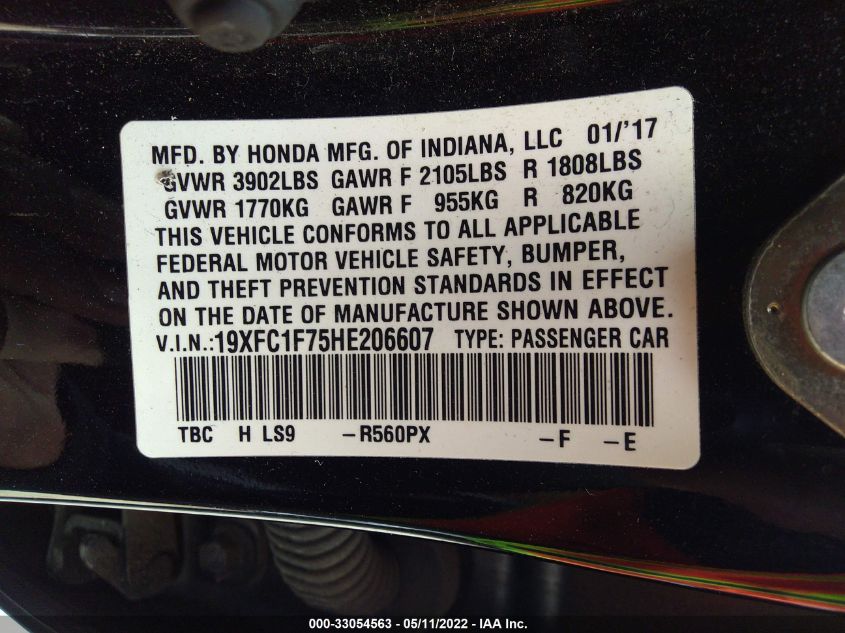 MFD. BY HONDA MFG. OF INDIANA, LLC 01/'17
GVWR 3902LBS GAWR F 2105LBS R 1808LBS
GVWR 1770KG GAWR F 955KG R 820KG
THIS VEHICLE CONFORMS TO ALL APPLICABLE
FEDERAL MOTOR VEHICLE SAFETY, BUMPER,
AND THEFT PREVENTION STANDARDS IN EFFECT
ON THE DATE OF MANUFACTURE SHOWN ABOVE.
V.I.N.:19XFC1F75HE206607 TYPE: PASSENGER CAR
TBC H LS9 -R560PX -F -E
000-33054563 - 05/11/2022 - IAA Inc.